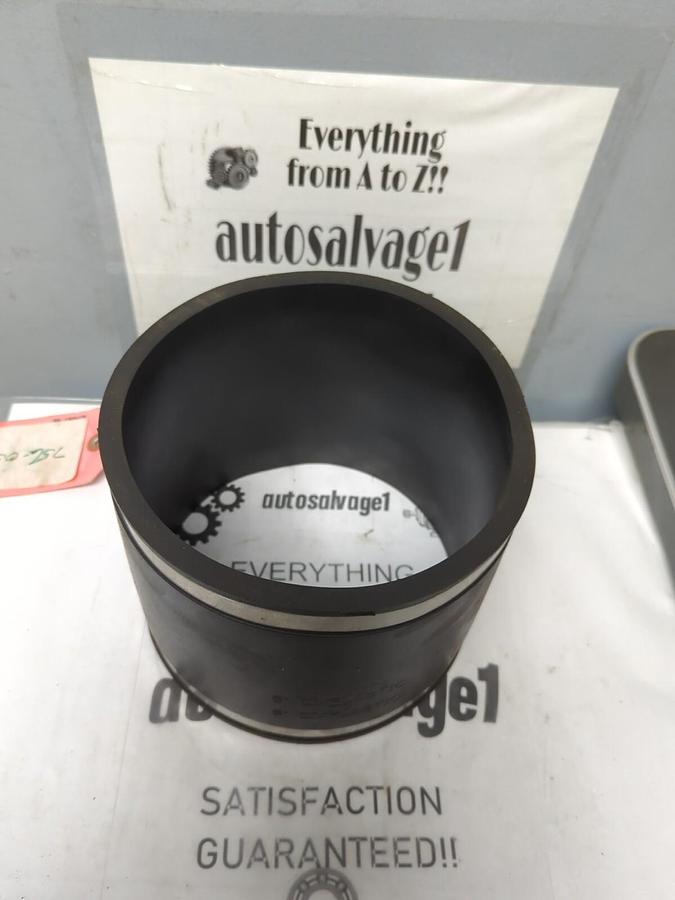 Everything
from A to Z!!
autosalvage1
autosalvage1
EVERYTHING
SATISFACTION
GUARANTEED!!